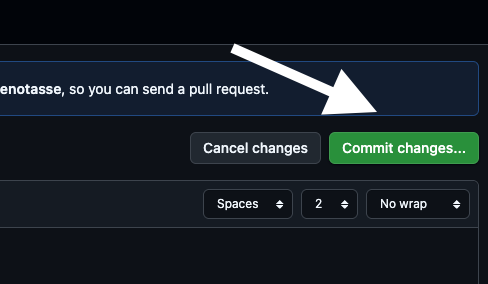 enotasse, so you can send a pull request.
Cancel changes
Commit changes...
Spaces
2
No wrap